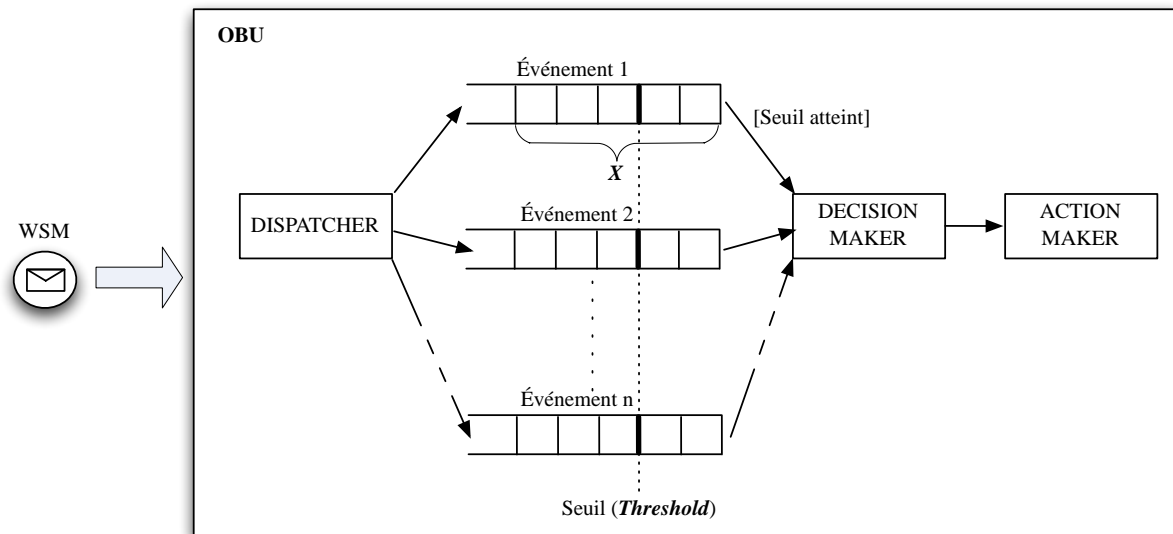 OBU
Événement 1
[Seuil atteint]
X
WSM
DISPATCHER
Événement 2
DECISION
MAKER
ACTION
MAKER
Événement n
Seuil (Threshold)